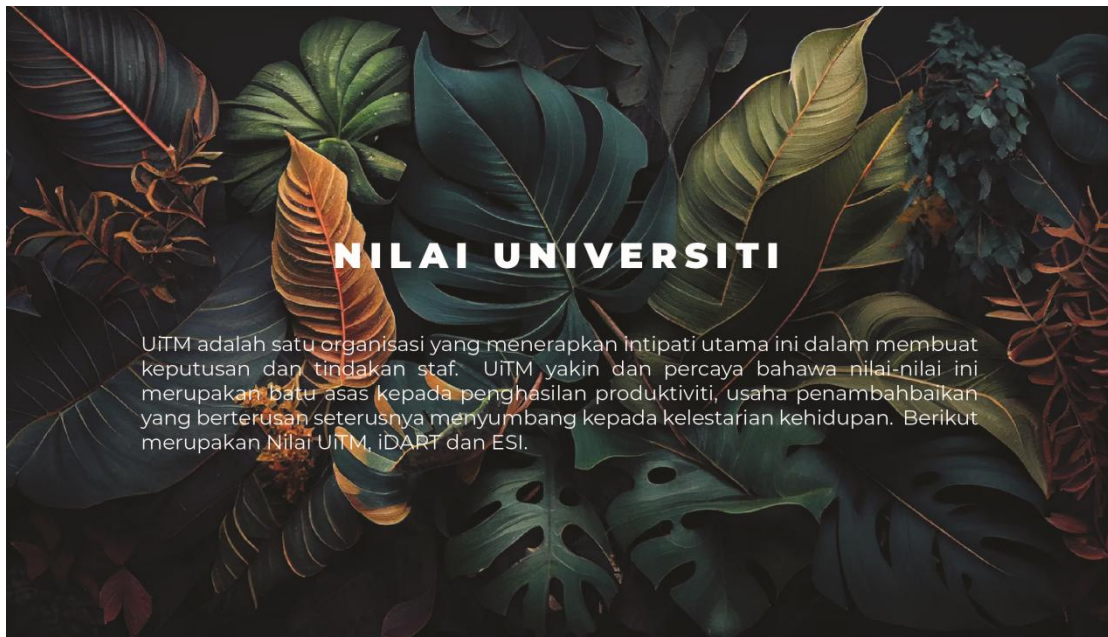 NILAI UNIVERSITI
UiTM adalah satu organisasi yang menerapkan intipati utama ini dalam membuat
keputusan dan tindakan staf. UiTM yakin dan percaya bahawa nilai-nilai ini
merupakan batu asas kepada penghasilan produktiviti, usaha penambahbaikan
yang berterusan seterusnya menyumbang kepada kelestarian kehidupan. Berikut
merupakan Nilai UiTM, iDART dan ESI.